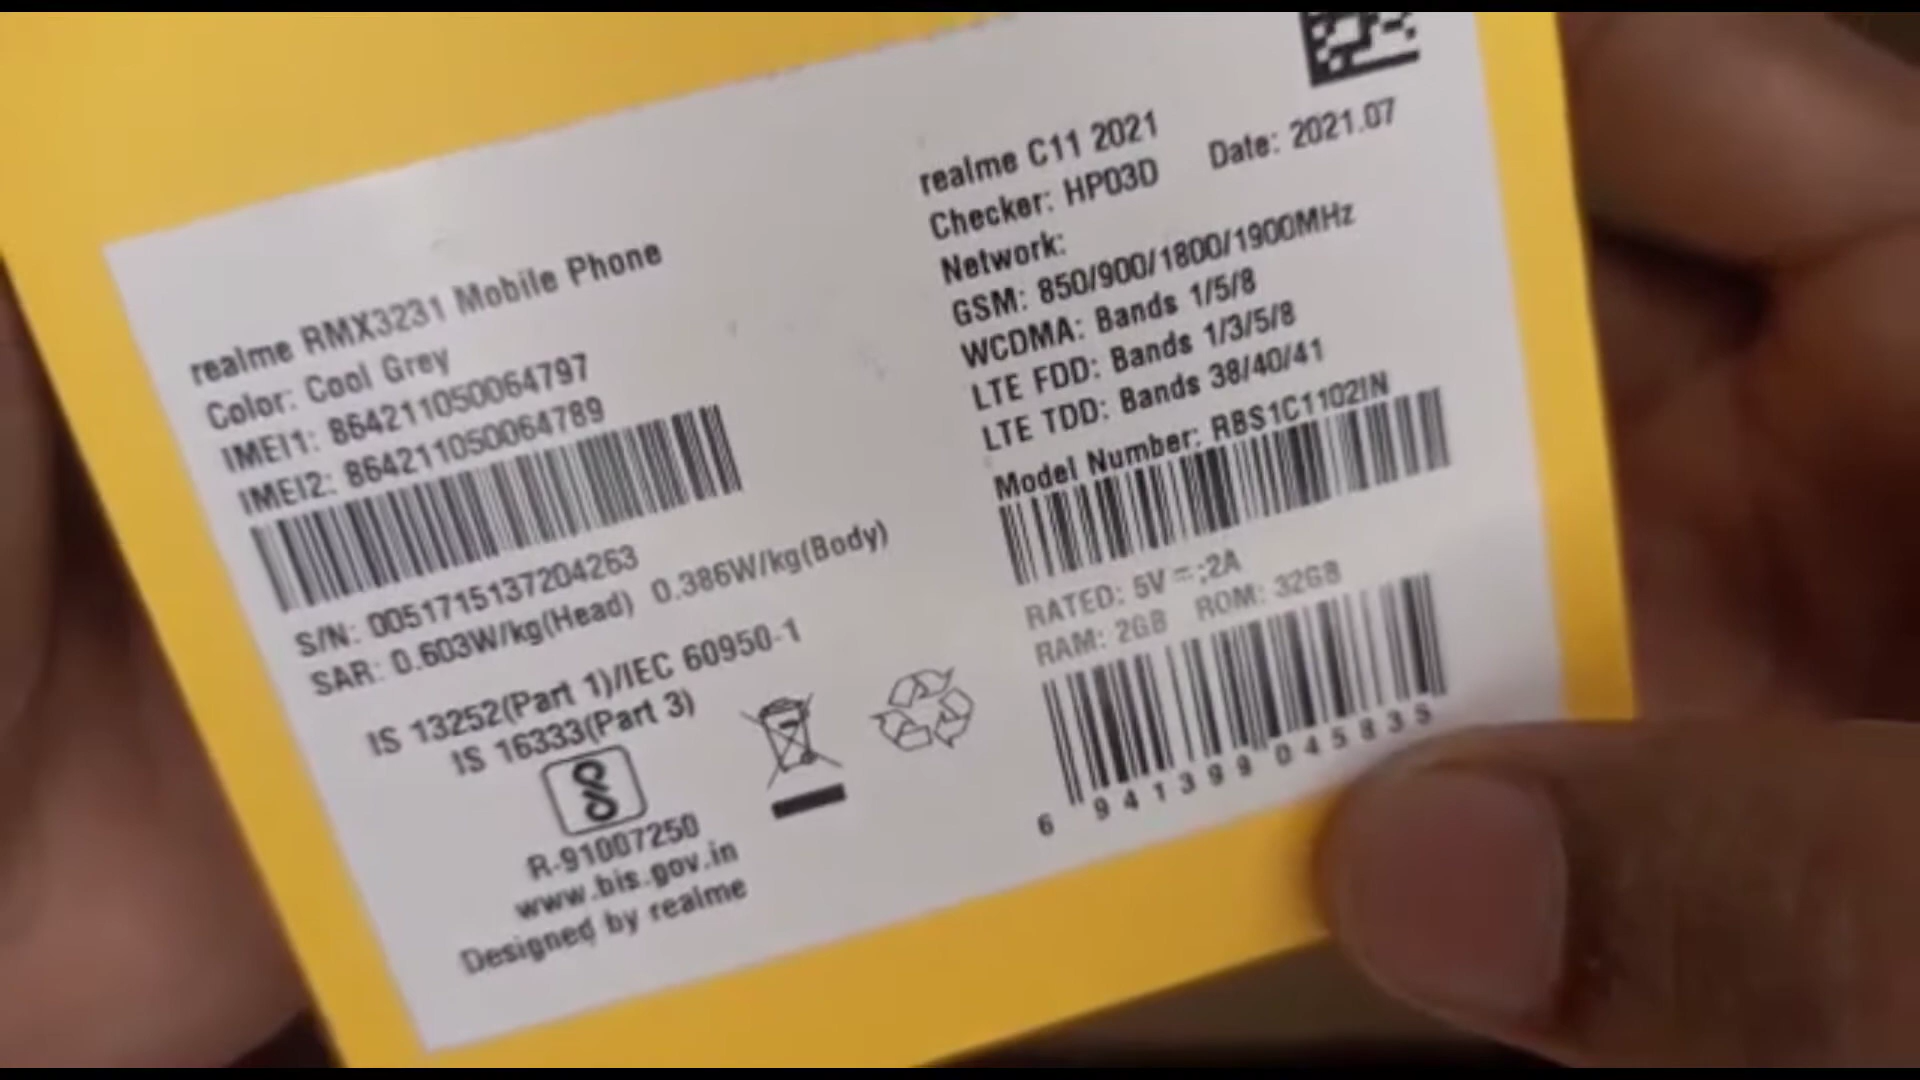 realme RMX3231 Mobile Phone
Color: Cool Grey
IMEI1: 864211050064797
IMEI2: 864211050064789
S/N: 0051715137204263
SAR: 0.603W/kg(Head) 0.386W/kg(Body)
IS 13252(Part 1)/IEC 60950-1
IS 16333(Part 3)
R-91007250
www.bis.gov.in
Designed by realme
realme C11 2021
Checker: HP03D Date: 2021.07
Network:
GSM: 850/900/1800/1900MHz
WCDMA: Bands 1/5/8
LTE FDD: Bands 1/3/5/8
LTE TDD: Bands 38/40/41
Model Number: RBS1C1102IN
RATED: 5V⎓;2A
RAM: 2GB ROM: 32GB
6 941399 045835